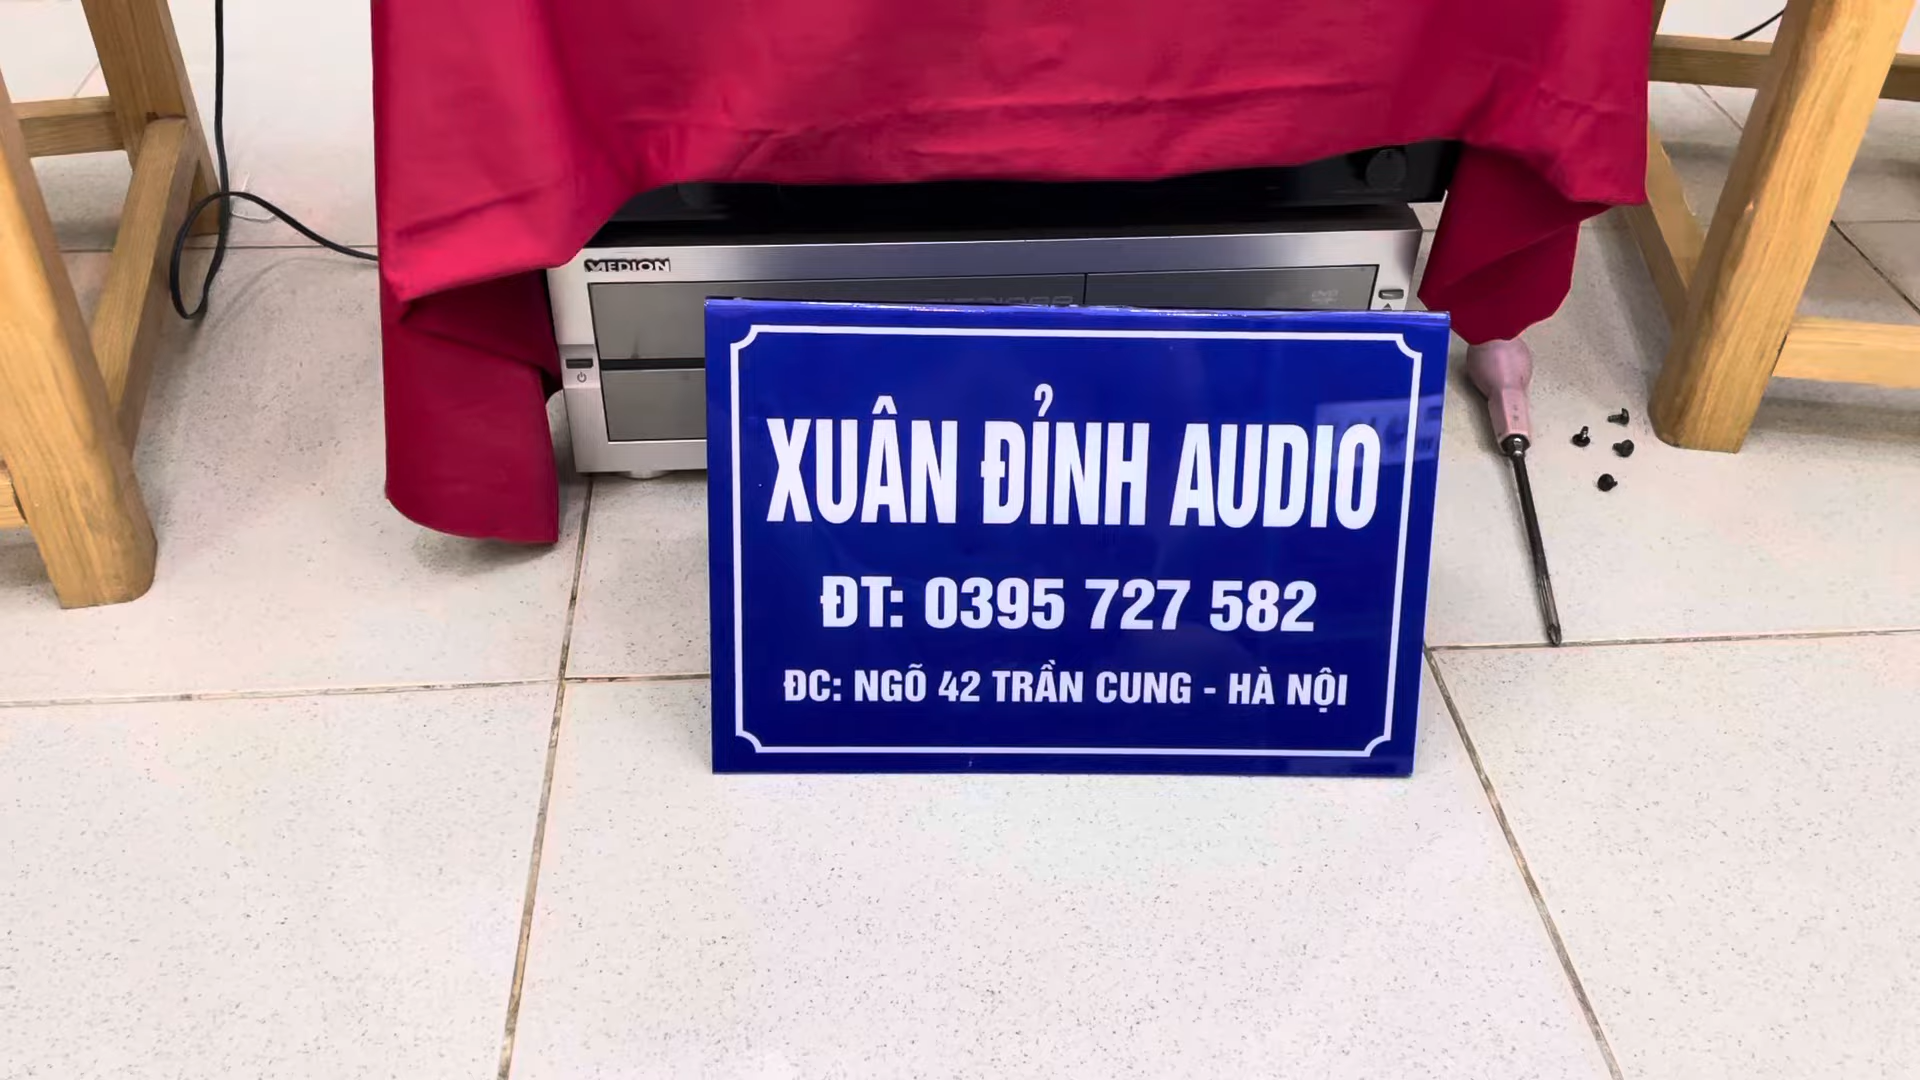 MEDION
XUÂN ĐỈNH AUDIO
ĐT: 0395 727 582
ĐC: NGÕ 42 TRẦN CUNG - HÀ NỘI